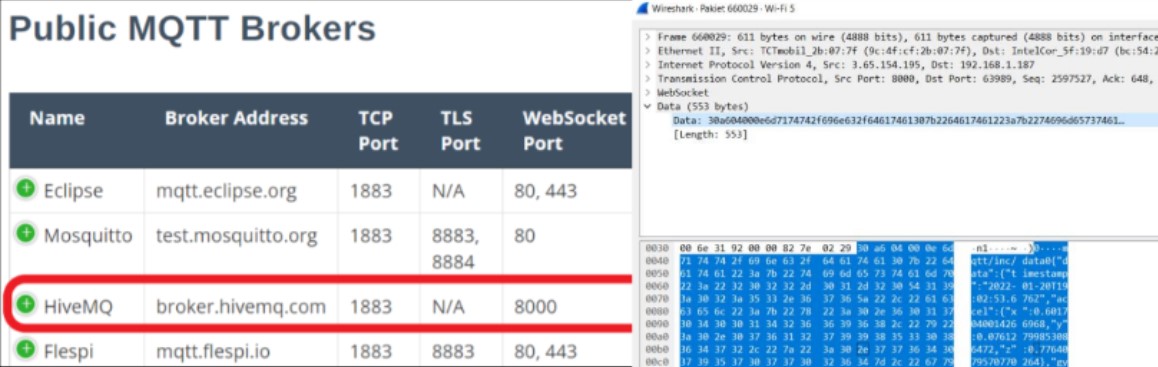 Public MQTT Brokers
Name Broker Address TCP Port TLS Port WebSocket Port
Eclipse mqtt.eclipse.org 1883 N/A 80, 443
Mosquitto test.mosquitto.org 1883 8883, 8884 80
HiveMQ broker.hivemq.com 1883 N/A 8000
Flespi mqtt.flespi.io 1883 8883 80, 443
Wireshark · Pakiet 660029 · Wi-Fi 5
> Frame 660029: 611 bytes on wire (4888 bits), 611 bytes captured (4888 bits) on interface
> Ethernet II, Src: TCTmobil_2b:07:7f (9c:4f:cf:2b:07:7f), Dst: IntelCor_5f:19:d7 (bc:54:2
> Internet Protocol Version 4, Src: 3.65.154.195, Dst: 192.168.1.187
> Transmission Control Protocol, Src Port: 8000, Dst Port: 63989, Seq: 2597527, Ack: 648,
> WebSocket
Data (553 bytes)
Data: 30a604000e6d7174742f696e632f64617461307b2264617461223a7b2274696d657374616…
[Length: 553]
0030 00 6e 31 92 00 00 82 7e 02 29 30 a6 04 00 0e 6d ·n1····~ ·)0····m
0040 71 74 74 2f 69 6e 63 2f 64 61 74 61 30 7b 22 64 qtt/inc/ data0{"d
0050 61 74 61 22 3a 7b 22 74 69 6d 65 73 74 61 6d 70 ata":{"t imestamp
0060 22 3a 22 32 30 32 32 2d 30 31 2d 32 30 54 31 39 ":"2022- 01-20T19
0070 3a 30 32 3a 35 33 2e 36 37 36 5a 22 2c 22 61 63 :02:53.6 76Z","ac
0080 63 65 6c 22 3a 7b 22 78 22 3a 30 2e 36 30 31 37 cel":{"x ":0.6017
0090 30 34 30 30 31 34 32 36 36 39 36 38 2c 22 79 22 04001426 6968,"y"
00a0 3a 30 2e 30 37 36 31 32 37 39 39 38 35 33 30 38 :0.07612 79985308
00b0 36 34 37 32 2c 22 7a 22 3a 30 2e 37 37 36 34 30 6472,"z" :0.77640
00c0 37 39 35 37 30 37 37 30 32 36 34 7d 2c 22 67 79 79570770 264},"gy